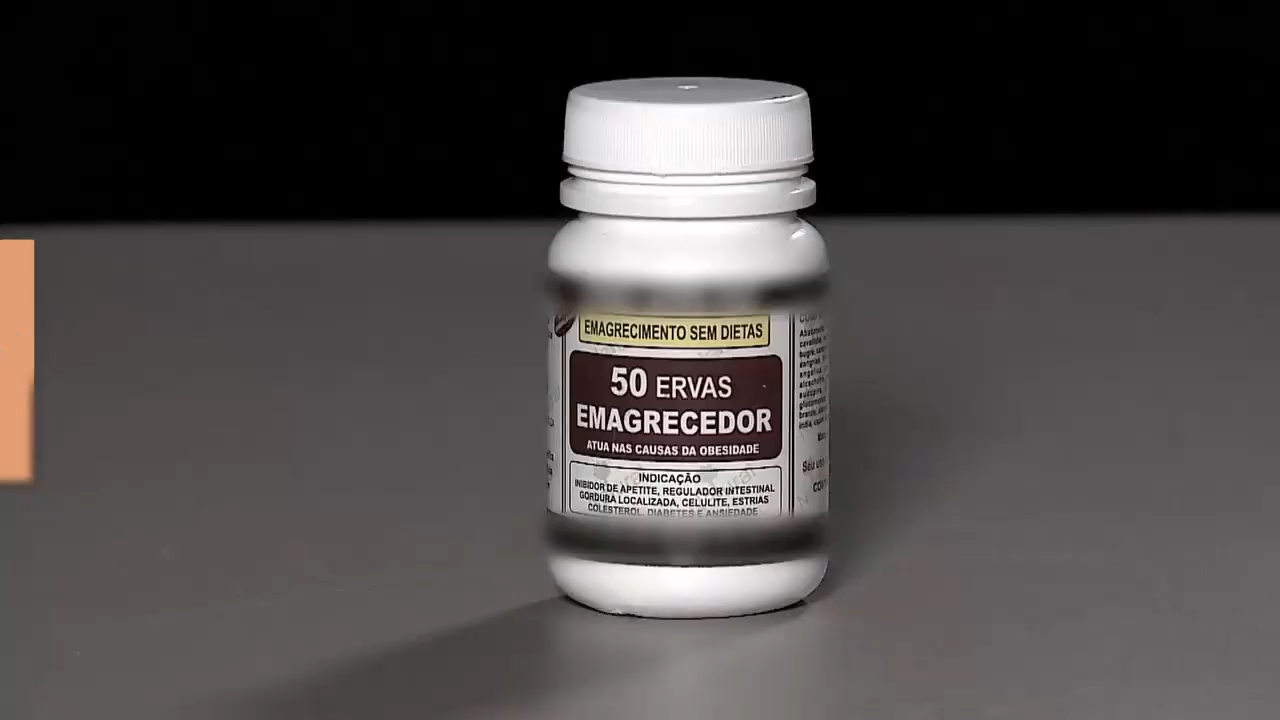 EMAGRECIMENTO SEM DIETAS
50 ERVAS
EMAGRECEDOR
ATUA NAS CAUSAS DA OBESIDADE
INDICAÇÃO
INIBIDOR DE APETITE, REGULADOR INTESTINAL
GORDURA LOCALIZADA, CELULITE, ESTRIAS
COLESTEROL, DIABETES E ANSIEDADE